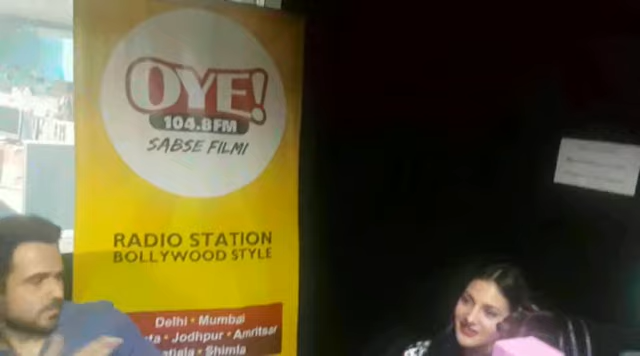 OYE!
104.8FM
SABSE FILMI
RADIO STATION
BOLLYWOOD STYLE
Delhi • Mumbai
• Jodhpur • Amritsar
• Shimla